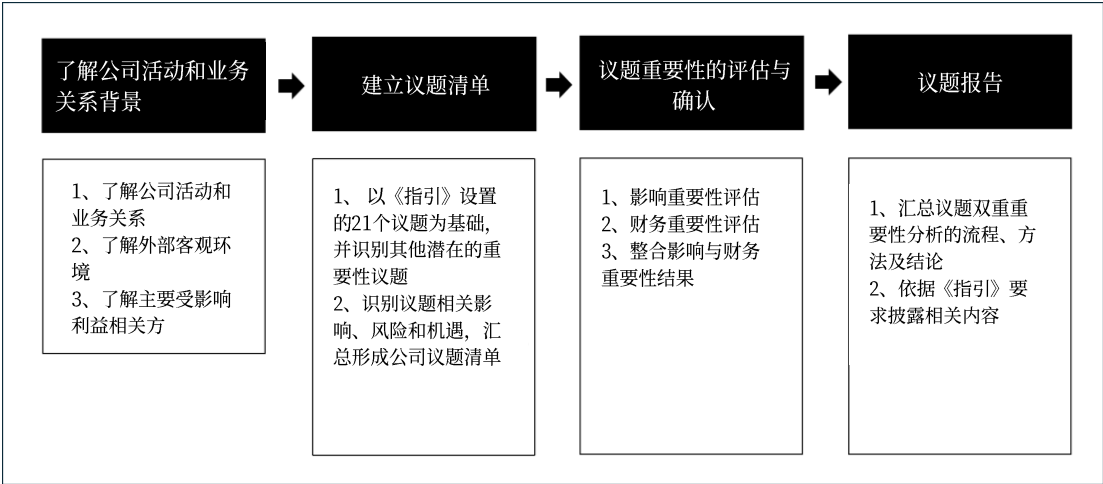 了解公司活动和业务
关系背景
建立议题清单
议题重要性的评估与
确认
议题报告
1、了解公司活动和
业务关系
2、了解外部客观环
境
3、了解主要受影响
利益相关方
1、 以《指引》设置
的21个议题为基础，
并识别其他潜在的重
要性议题
2、识别议题相关影
响、风险和机遇，汇
总形成公司议题清单
1、影响重要性评估
2、财务重要性评估
3、整合影响与财务
重要性结果
1、汇总议题双重重
要性分析的流程、方
法及结论
2、依据《指引》要
求披露相关内容